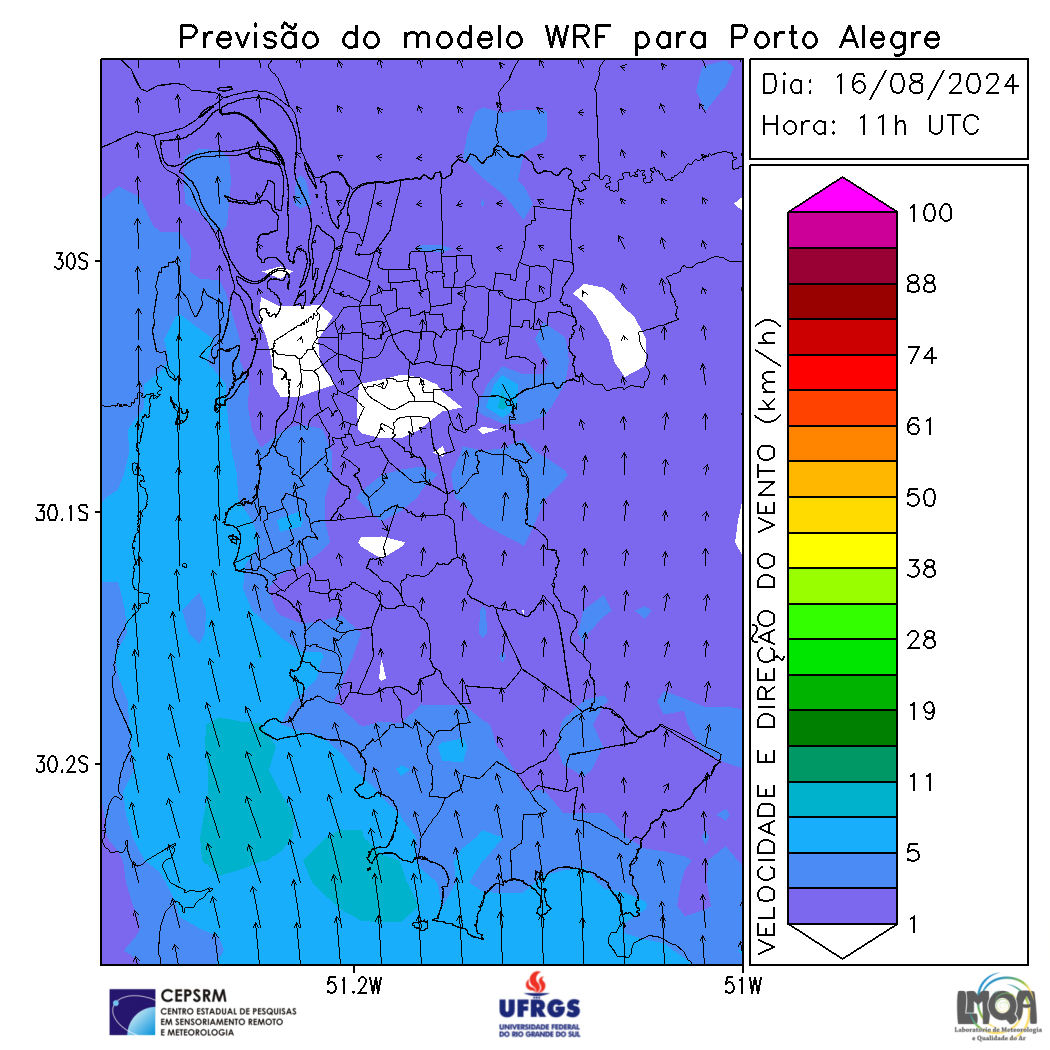 Previsão do modelo WRF para Porto Alegre
Dia: 16/08/2024
Hora: 11h UTC
30S
30.1S
30.2S
51.2W
51W
VELOCIDADE E DIREÇÃO DO VENTO (km/h)
100
88
74
61
50
38
28
19
11
5
1
CEPSRM
CENTRO ESTADUAL DE PESQUISAS
EM SENSORIAMENTO REMOTO
E METEOROLOGIA
UFRGS
UNIVERSIDADE FEDERAL
DO RIO GRANDE DO SUL
LMQA
Laboratório de Meteorologia
e Qualidade do Ar